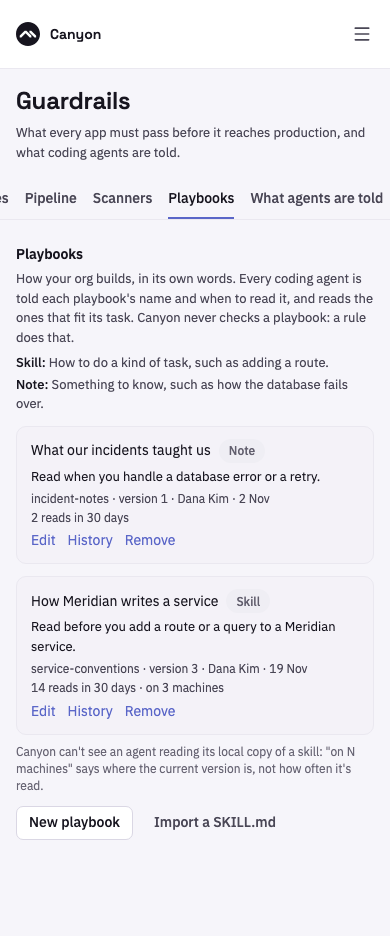 Canyon
Guardrails
What every app must pass before it reaches production, and
what coding agents are told.
es Pipeline Scanners Playbooks What agents are told
Playbooks
How your org builds, in its own words. Every coding agent is
told each playbook's name and when to read it, and reads the
ones that fit its task. Canyon never checks a playbook: a rule
does that.
Skill: How to do a kind of task, such as adding a route.
Note: Something to know, such as how the database fails
over.
What our incidents taught us Note
Read when you handle a database error or a retry.
incident-notes · version 1 · Dana Kim · 2 Nov
2 reads in 30 days
Edit History Remove
How Meridian writes a service Skill
Read before you add a route or a query to a Meridian
service.
service-conventions · version 3 · Dana Kim · 19 Nov
14 reads in 30 days · on 3 machines
Edit History Remove
Canyon can't see an agent reading its local copy of a skill: "on N
machines" says where the current version is, not how often it's
read.
New playbook Import a SKILL.md